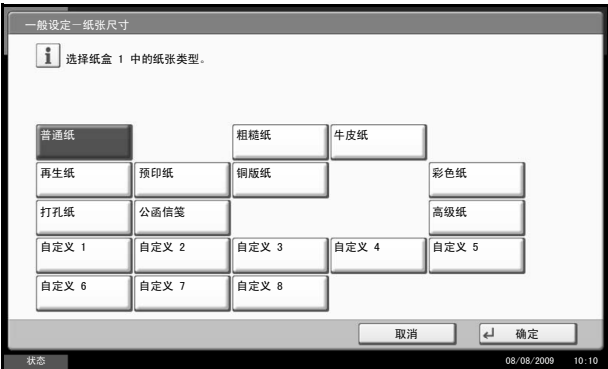 一般设定－纸张尺寸
选择纸盒 1 中的纸张类型。
普通纸 粗糙纸 牛皮纸
再生纸 预印纸 铜版纸 彩色纸
打孔纸 公函信笺 高级纸
自定义 1 自定义 2 自定义 3 自定义 4 自定义 5
自定义 6 自定义 7 自定义 8
取消 确定
状态 08/08/2009 10:10